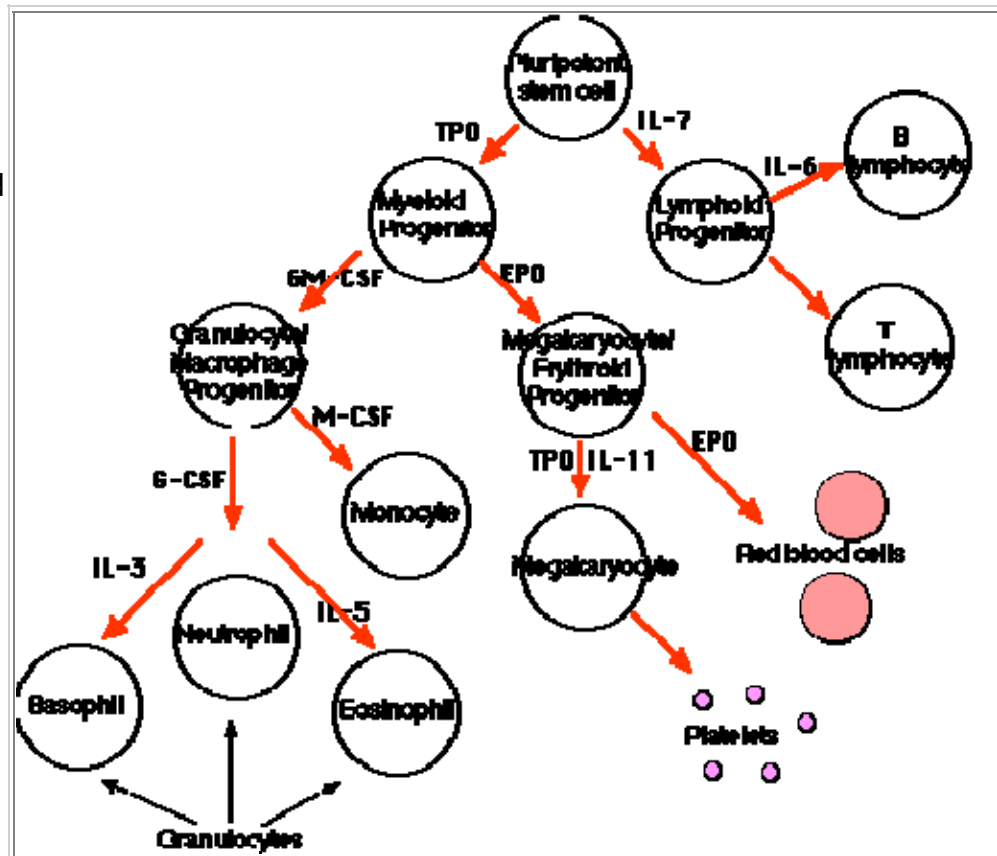 Pluripotent
stem cell
TPO
IL-7
B
lymphocyte
IL-6
Myeloid
Progenitor
Lymphoid
Progenitor
GM-CSF
EPO
T
lymphocyte
Granulocyte/
Macrophage
Progenitor
Megakaryocyte/
Erythroid
Progenitor
M-CSF
G-CSF
TPO IL-11
EPO
Monocyte
Red blood cells
Megakaryocyte
IL-3
IL-5
Neutrophil
Basophil
Eosinophil
Platelets
Granulocytes